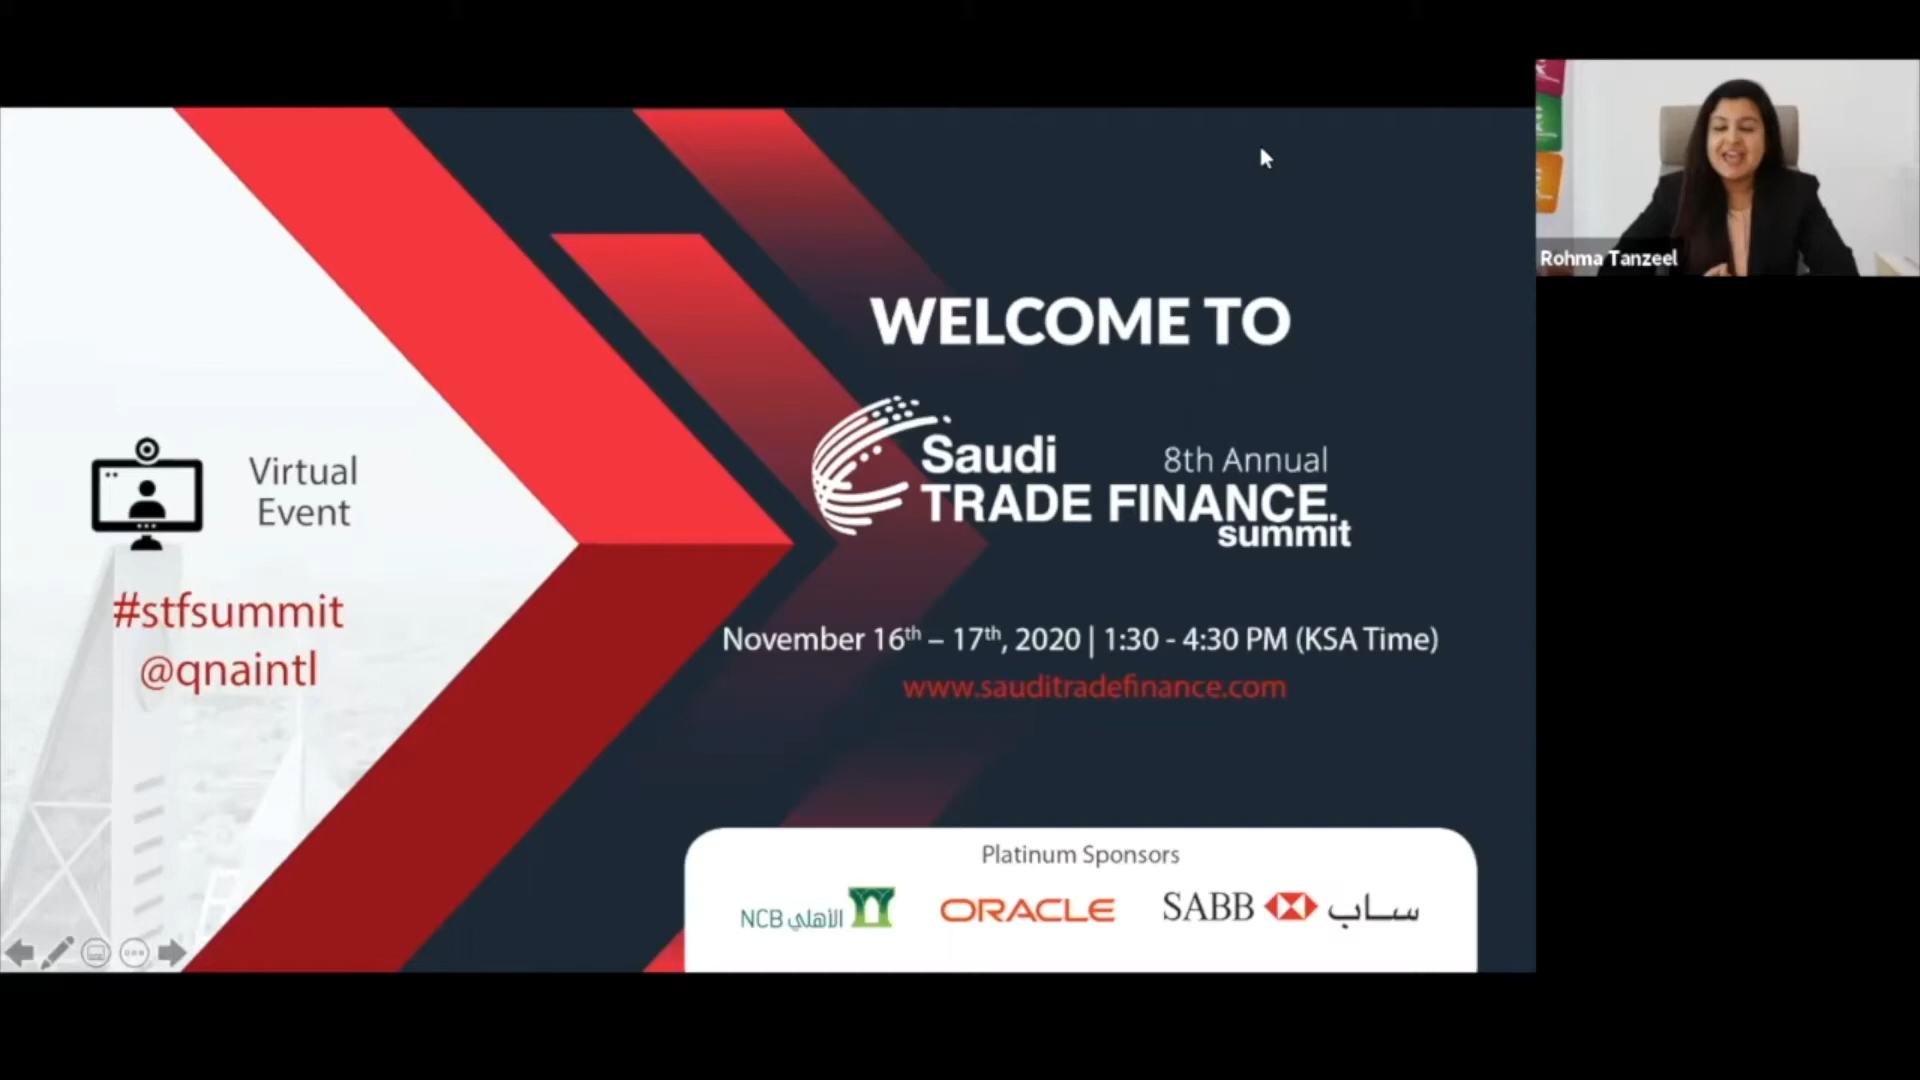 Rohma Tanzeel
WELCOME TO
Saudi 8th Annual
TRADE FINANCE.
summit
Virtual
Event
#stfsummit
@qnaintl
November 16th – 17th, 2020 | 1:30 - 4:30 PM (KSA Time)
www.sauditradefinance.com
Platinum Sponsors
NCB الأهلي ORACLE SABB ساب